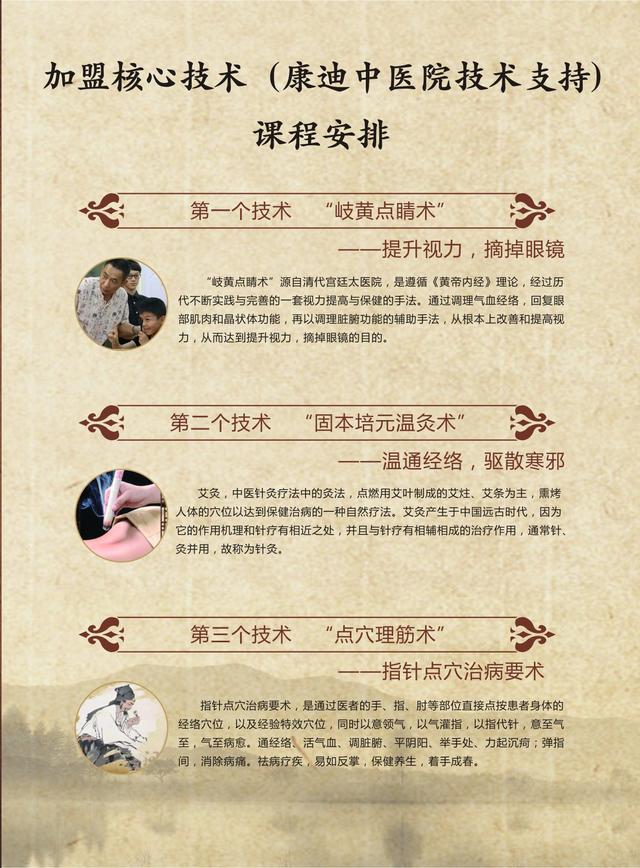 加盟核心技术（康迪中医院技术支持）
课程安排
第一个技术 “岐黄点睛术”
——提升视力，摘掉眼镜
“岐黄点睛术”源自清代宫廷太医院，是遵循《黄帝内经》理论，经过历
代不断实践与完善的一套视力提高与保健的手法。通过调理气血经络，回复眼
部肌肉和晶状体功能，再以调理脏腑功能的辅助手法，从根本上改善和提高视
力，从而达到提升视力，摘掉眼镜的目的。
第二个技术 “固本培元温灸术”
——温通经络，驱散寒邪
艾灸，中医针灸疗法中的灸法，点燃用艾叶制成的艾炷、艾条为主，熏烤
人体的穴位以达到保健治病的一种自然疗法。艾灸产生于中国远古时代，因为
它的作用机理和针疗有相近之处，并且与针疗有相辅相成的治疗作用，通常针、
灸并用，故称为针灸。
第三个技术 “点穴理筋术”
——指针点穴治病要术
指针点穴治病要术，是通过医者的手、指、肘等部位直接点按患者身体的
经络穴位，以及经验特效穴位，同时以意领气，以气灌指，以指代针，意至气
至，气至病愈。通经络、活气血、调脏腑、平阴阳、举手处、力起沉疴；弹指
间，消除病痛。祛病疗疾，易如反掌，保健养生，着手成春。